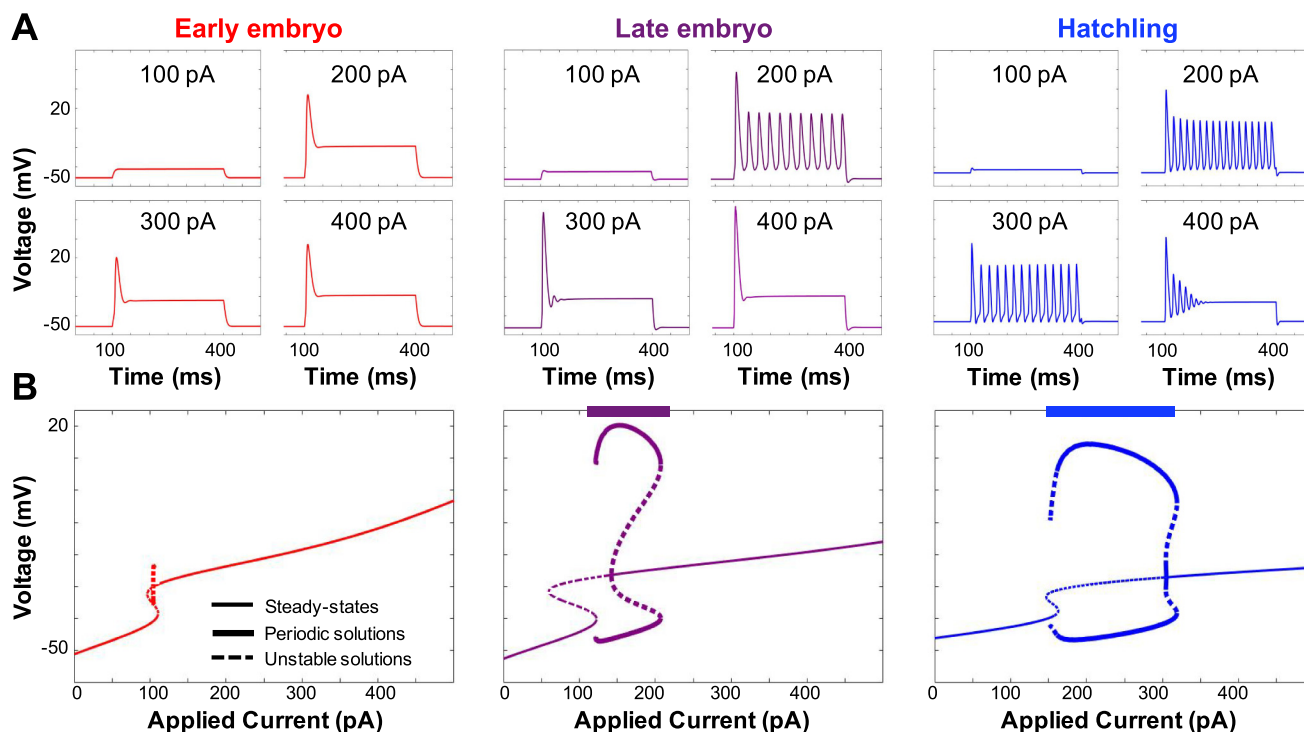 A
Early embryo
Late embryo
Hatchling
100 pA
200 pA
100 pA
200 pA
100 pA
200 pA
20
-50
300 pA
400 pA
300 pA
400 pA
300 pA
400 pA
20
-50
Voltage (mV)
100
400
100
400
100
400
100
400
100
400
100
400
Time (ms)
Time (ms)
Time (ms)
Time (ms)
Time (ms)
Time (ms)
B
20
-50
Voltage (mV)
Steady-states
Periodic solutions
Unstable solutions
0
100
200
300
400
0
100
200
300
400
0
100
200
300
400
Applied Current (pA)
Applied Current (pA)
Applied Current (pA)